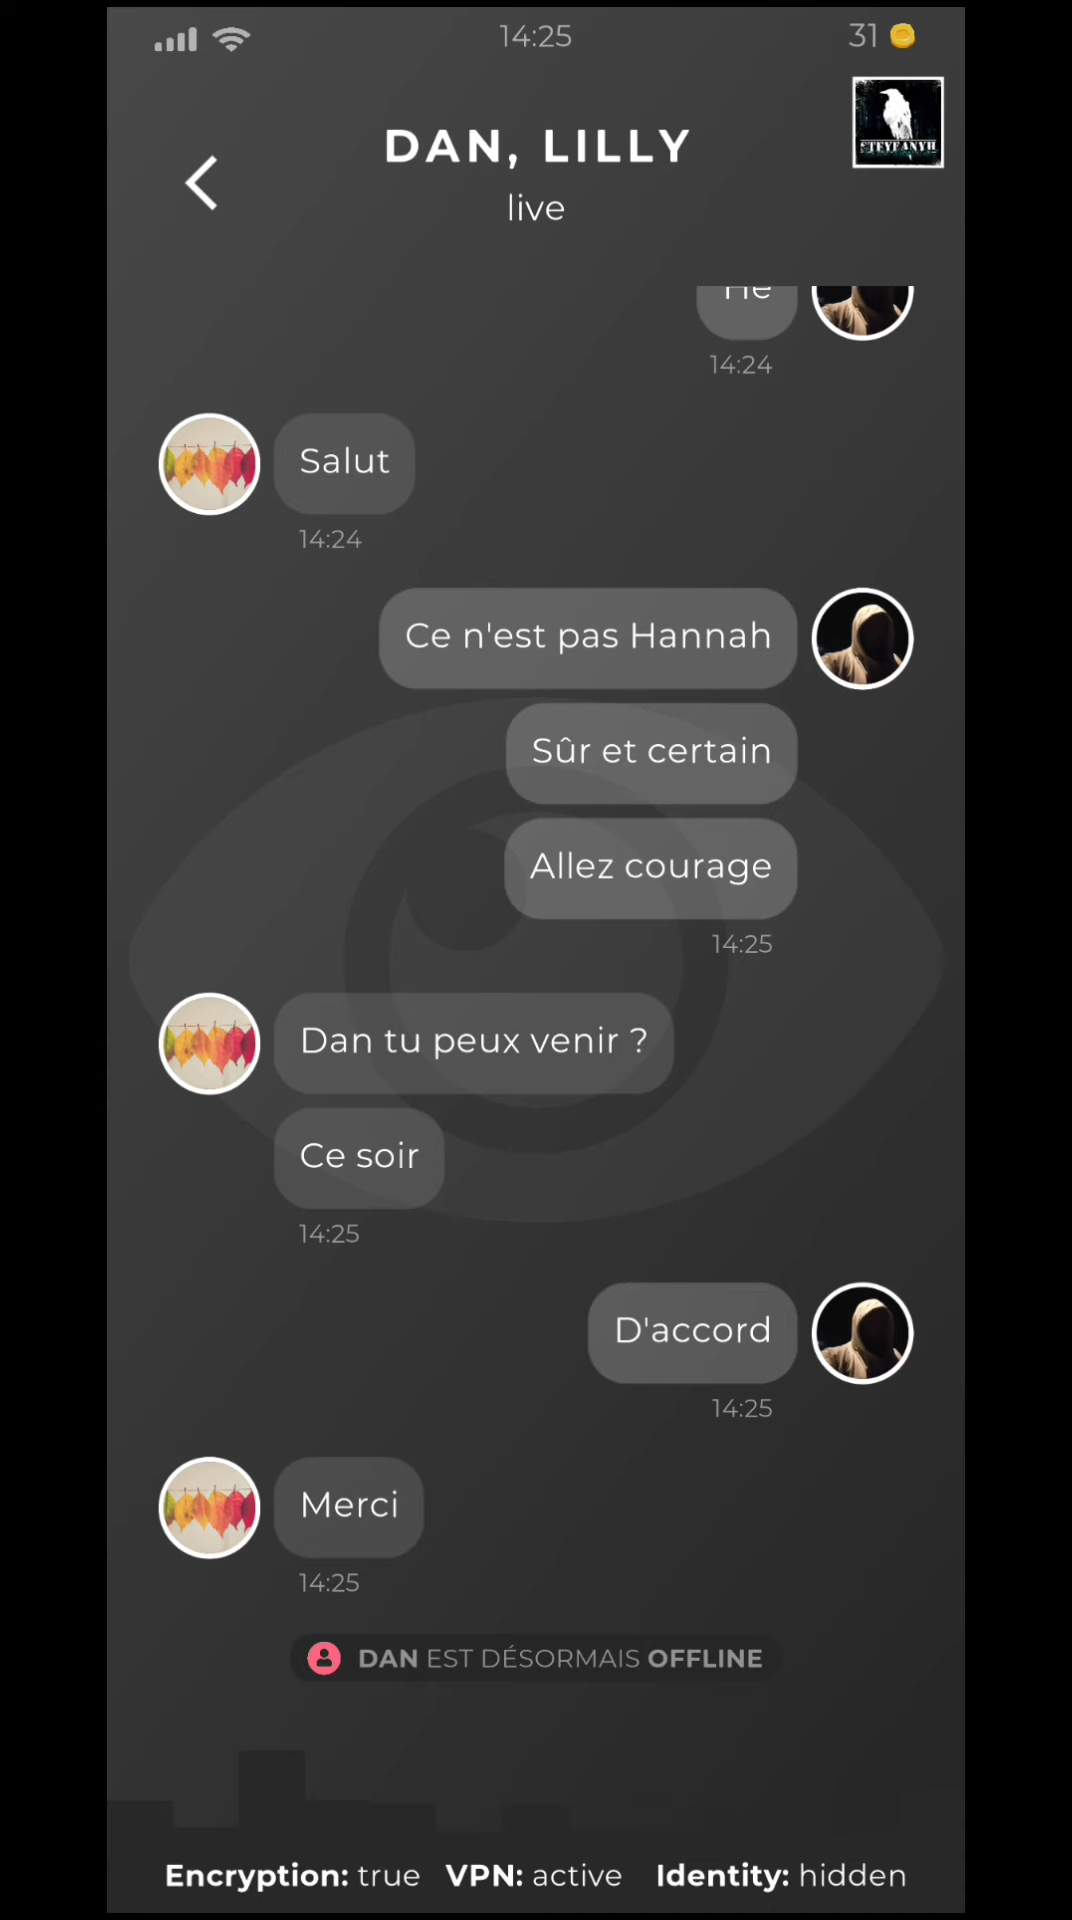 14:25
31
STEYFANYH
DAN, LILLY
live
He
14:24
Salut
14:24
Ce n'est pas Hannah
Sûr et certain
Allez courage
14:25
Dan tu peux venir ?
Ce soir
14:25
D'accord
14:25
Merci
14:25
DAN EST DÉSORMAIS OFFLINE
Encryption: true VPN: active Identity: hidden